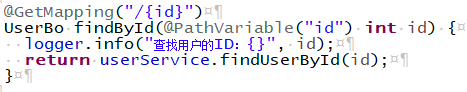 @GetMapping("/{id}")
UserBo findById(@PathVariable("id") int id) {
  logger.info("查找用户的ID：{}", id);
  return userService.findUserById(id);
}